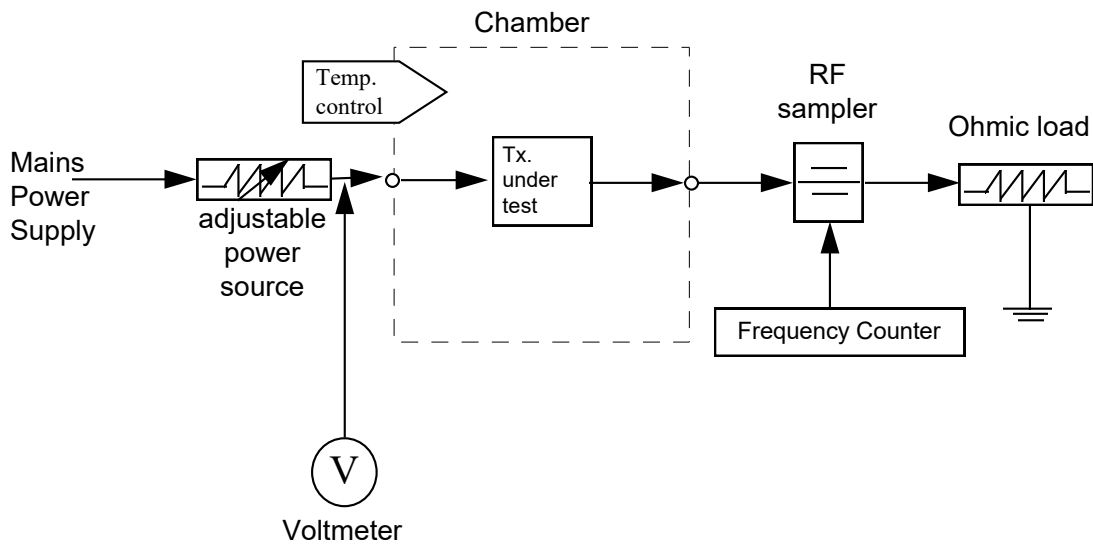 Chamber
Temp.
control
RF
sampler
Ohmic load
Mains
Power
Supply
adjustable
power
source
Tx.
under
test
Frequency Counter
V
Voltmeter